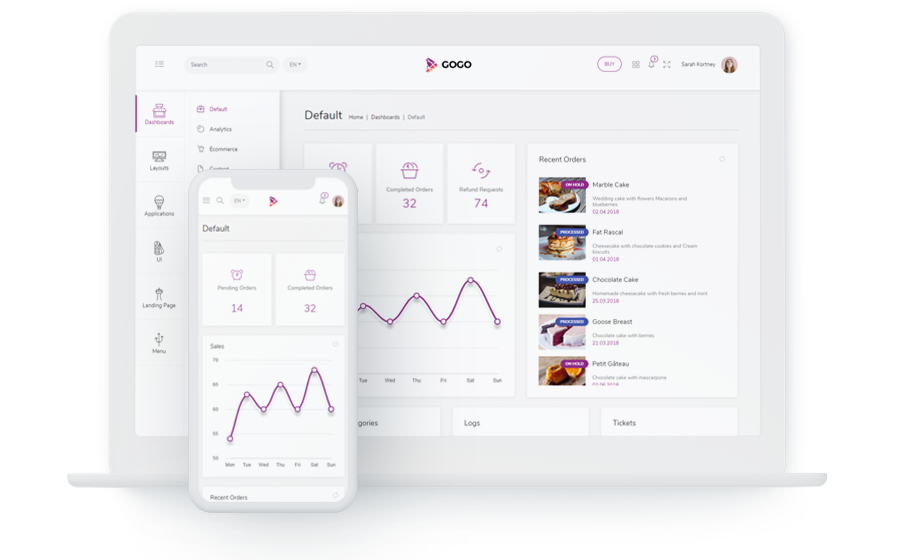 Search
EN
GOGO
BUY
3
Sarah Kortney
Dashboards
Layouts
Applications
UI
Landing Page
Menu
Default
Analytics
Ecommerce
Content
Default
Home | Dashboards | Default
Completed Orders
32
Refund Requests
74
Tue Wed Thu Fri Sat Sun
Recent Orders
ON HOLD
Marble Cake
Wedding cake with flowers Macarons and
blueberries
02.04.2018
PROCESSED
Fat Rascal
Cheesecake with chocolate cookies and Cream
biscuits
01.04.2018
PROCESSED
Chocolate Cake
Homemade cheesecake with fresh berries and mint
25.03.2018
PROCESSED
Goose Breast
Chocolate cake with berries
21.03.2018
ON HOLD
Petit Gâteau
Chocolate cake with mascarpone
gories
Logs
Tickets
EN
3
Default
Pending Orders
14
Completed Orders
32
Sales
70
65
60
55
50
Mon Tue Wed Thu Fri Sat Sun
Recent Orders